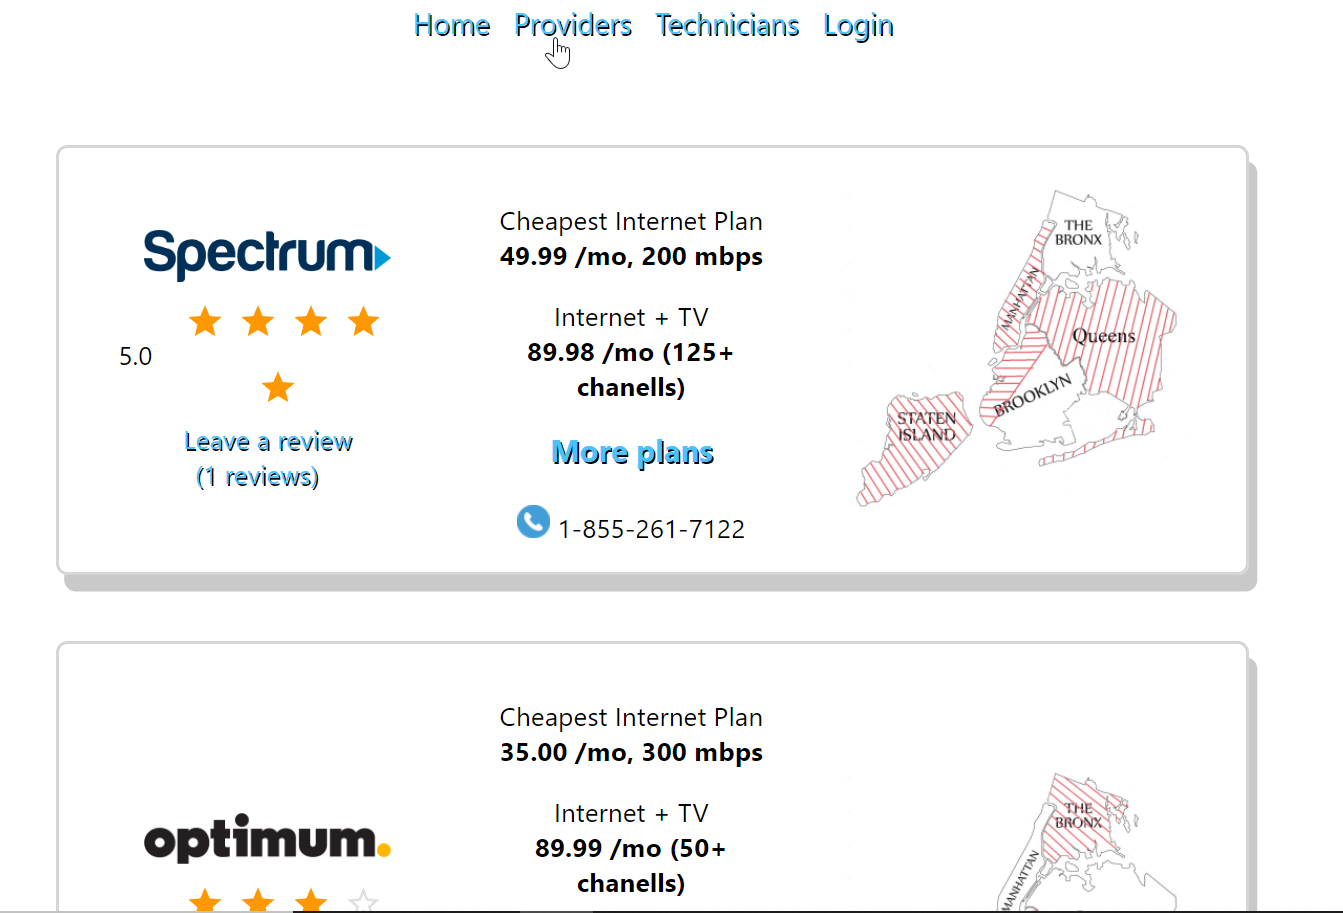 Home Providers Technicians Login
Spectrum
5.0
Leave a review
(1 reviews)
Cheapest Internet Plan
49.99 /mo, 200 mbps
Internet + TV
89.98 /mo (125+
chanells)
More plans
1-855-261-7122
THE
BRONX
MANHATTAN
Queens
BROOKLYN
STATEN
ISLAND
optimum.
Cheapest Internet Plan
35.00 /mo, 300 mbps
Internet + TV
89.99 /mo (50+
chanells)
THE
BRONX
MANHATTAN